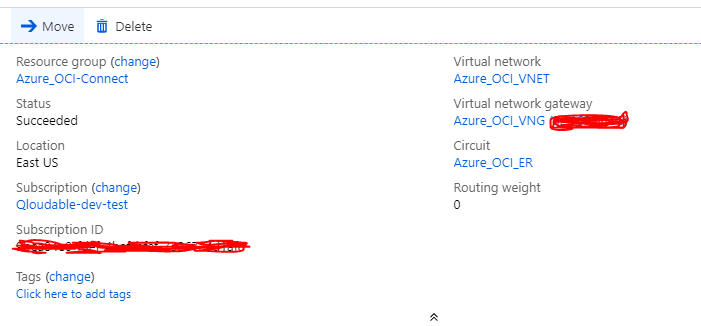 Move
Delete
Resource group (change)
Azure_OCI-Connect
Status
Succeeded
Location
East US
Subscription (change)
Qloudable-dev-test
Subscription ID
Tags (change)
Click here to add tags
Virtual network
Azure_OCI_VNET
Virtual network gateway
Azure_OCI_VNG
Circuit
Azure_OCI_ER
Routing weight
0